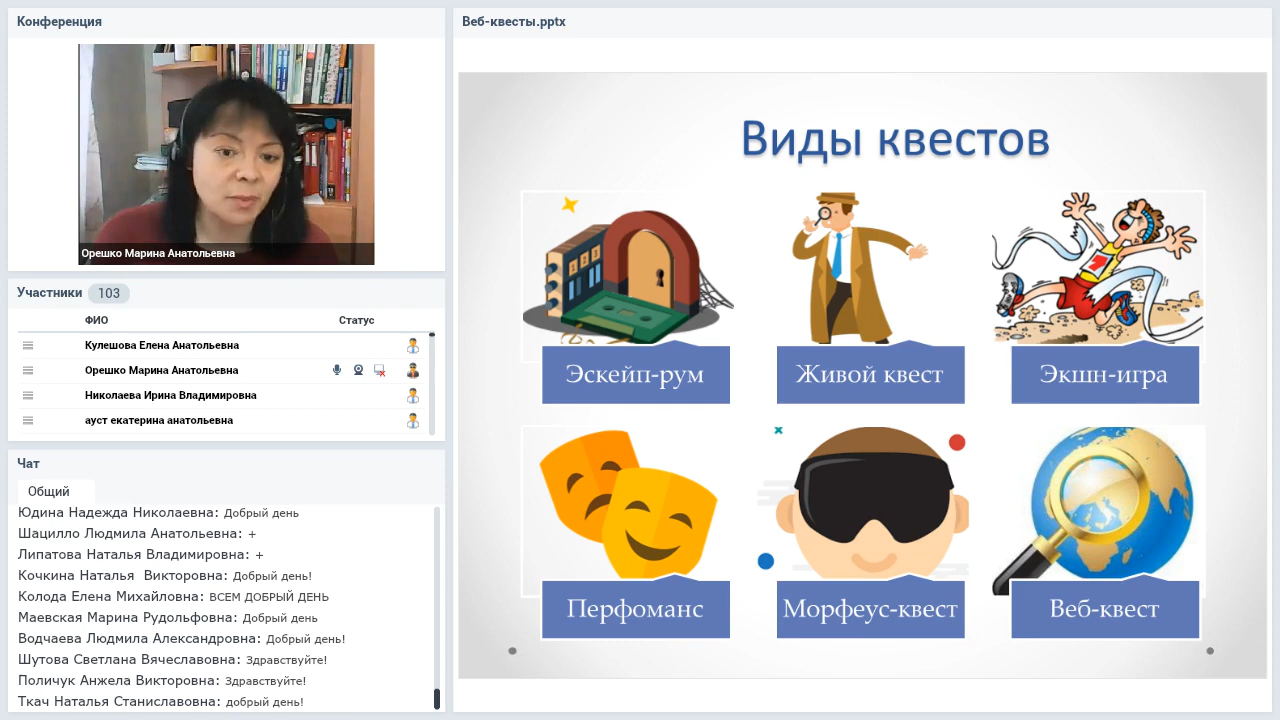 Конференция
Орешко Марина Анатольевна
Участники 103
ФИО Статус
Кулешова Елена Анатольевна
Орешко Марина Анатольевна
Николаева Ирина Владимировна
ауст екатерина анатольевна
Чат
Общий
Юдина Надежда Николаевна: Добрый день
Шацилло Людмила Анатольевна: +
Липатова Наталья Владимировна: +
Кочкина Наталья  Викторовна: Добрый день!
Колода Елена Михайловна: ВСЕМ ДОБРЫЙ ДЕНЬ
Маевская Марина Рудольфовна: Добрый день
Водчаева Людмила Александровна: Добрый день!
Шутова Светлана Вячеславовна: Здравствуйте!
Поличук Анжела Викторовна: Здравствуйте!
Ткач Наталья Станиславовна: добрый день!
Веб-квесты.pptx
Виды квестов
Эскейп-рум
Живой квест
Экшн-игра
Перфоманс
Морфеус-квест
Веб-квест